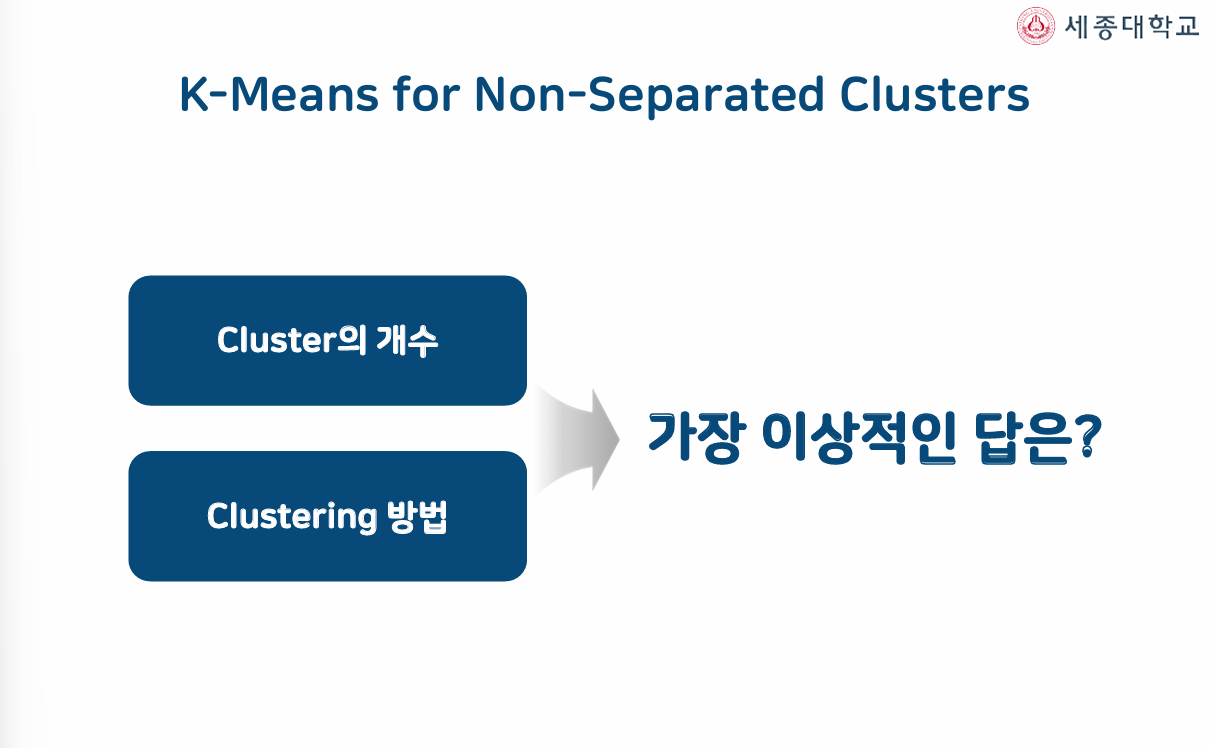 세종대학교
K-Means for Non-Separated Clusters
Cluster의 개수
Clustering 방법
가장 이상적인 답은?